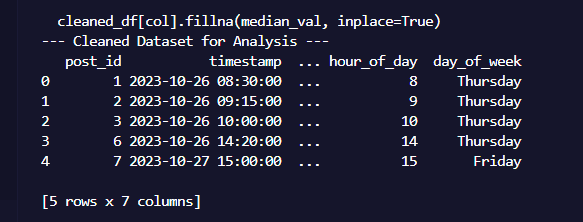 cleaned_df[col].fillna(median_val, inplace=True)
--- Cleaned Dataset for Analysis ---
   post_id           timestamp  ... hour_of_day  day_of_week
0        1 2023-10-26 08:30:00  ...           8     Thursday
1        2 2023-10-26 09:15:00  ...           9     Thursday
2        3 2023-10-26 10:00:00  ...          10     Thursday
3        6 2023-10-26 14:20:00  ...          14     Thursday
4        7 2023-10-27 15:00:00  ...          15       Friday
[5 rows x 7 columns]